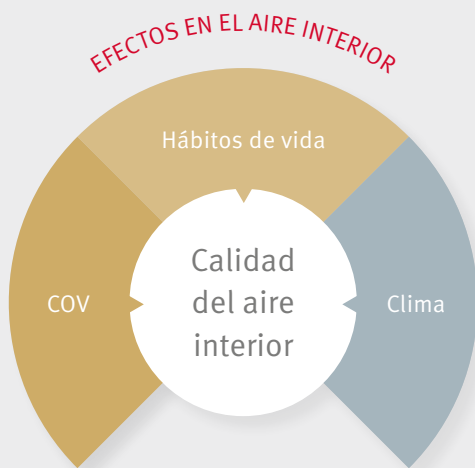 EFECTOS EN EL AIRE INTERIOR
Hábitos de vida
COV
Calidad
del aire
interior
Clima